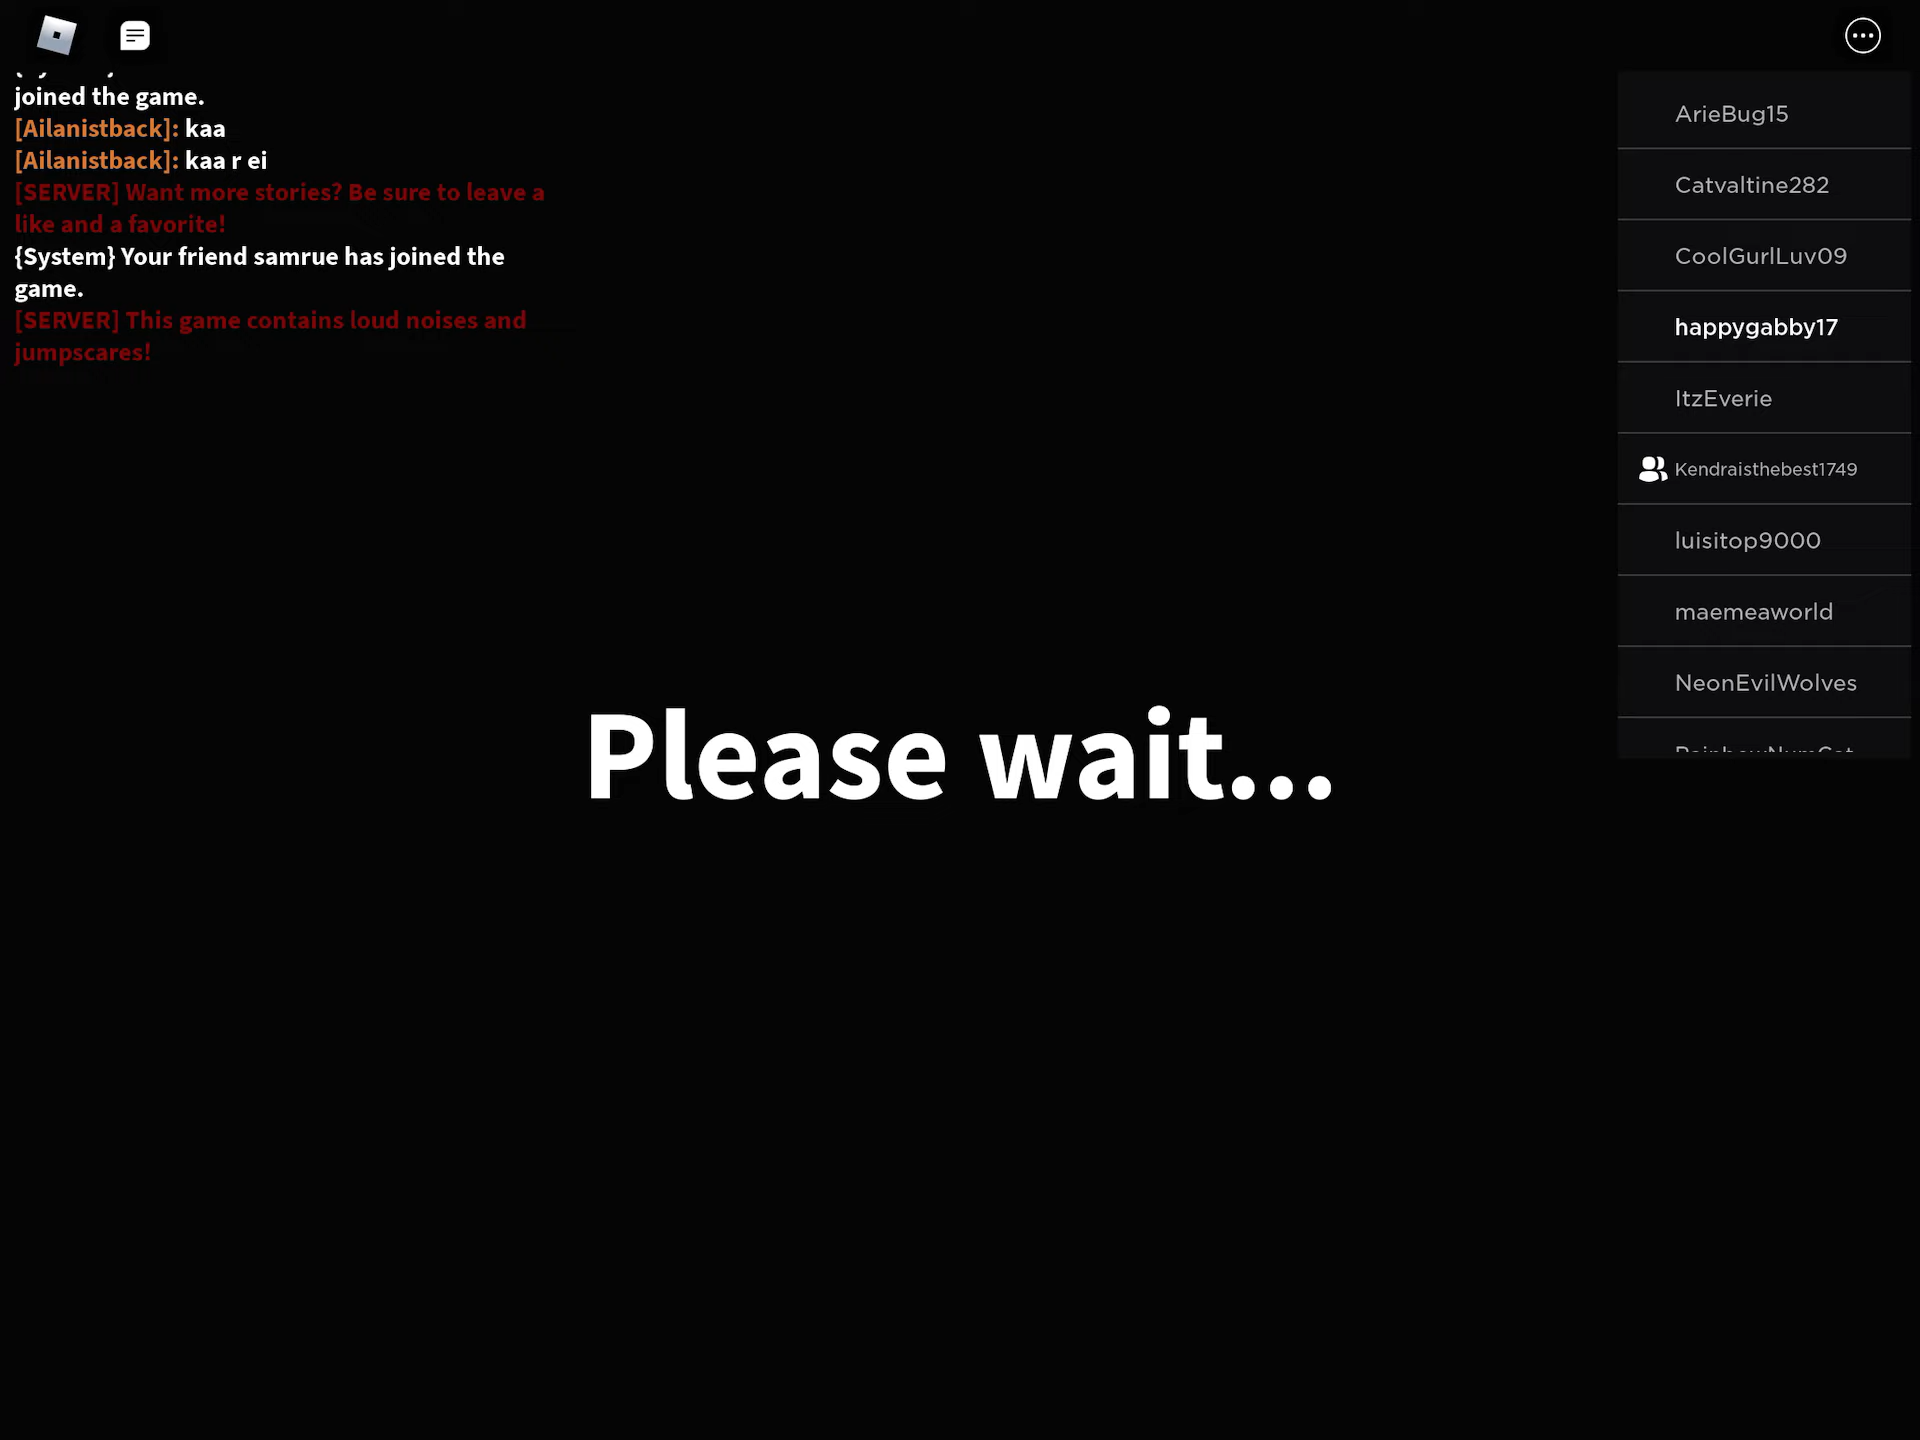 joined the game.
[Ailanistback]: kaa
[Ailanistback]: kaa r ei
[SERVER] Want more stories? Be sure to leave a
like and a favorite!
{System} Your friend samrue has joined the
game.
[SERVER] This game contains loud noises and
jumpscares!
ArieBug15
Catvaltine282
CoolGurlLuv09
happygabby17
ItzEverie
Kendraisthebest1749
luisitop9000
maemeaworld
NeonEvilWolves
Please wait...